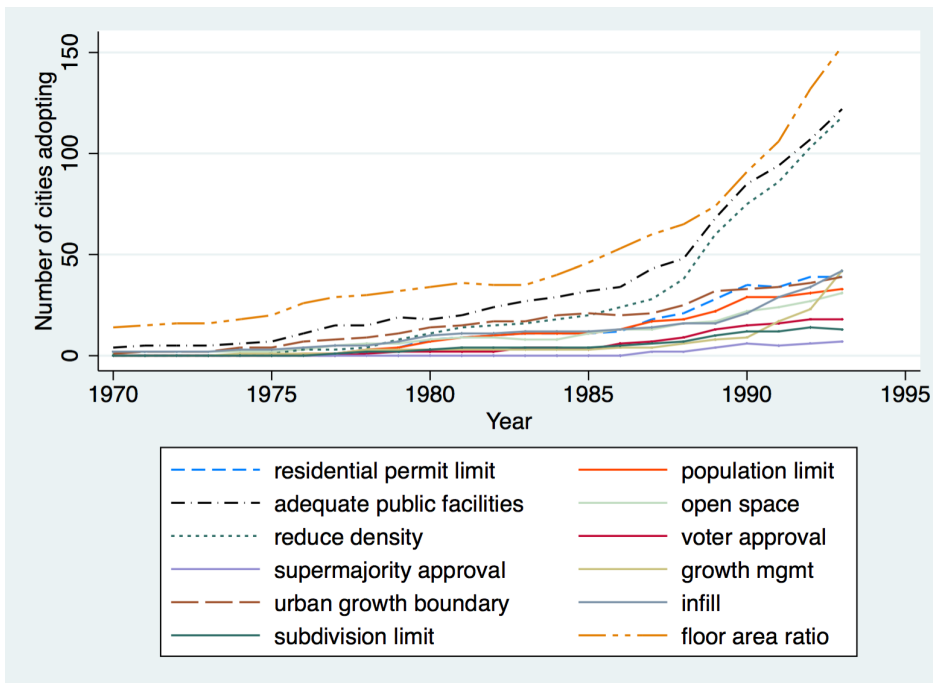 Number of cities adopting
150
100
50
0
1970 1975 1980 1985 1990 1995
Year
residential permit limit population limit
adequate public facilities open space
reduce density voter approval
supermajority approval growth mgmt
urban growth boundary infill
subdivision limit floor area ratio